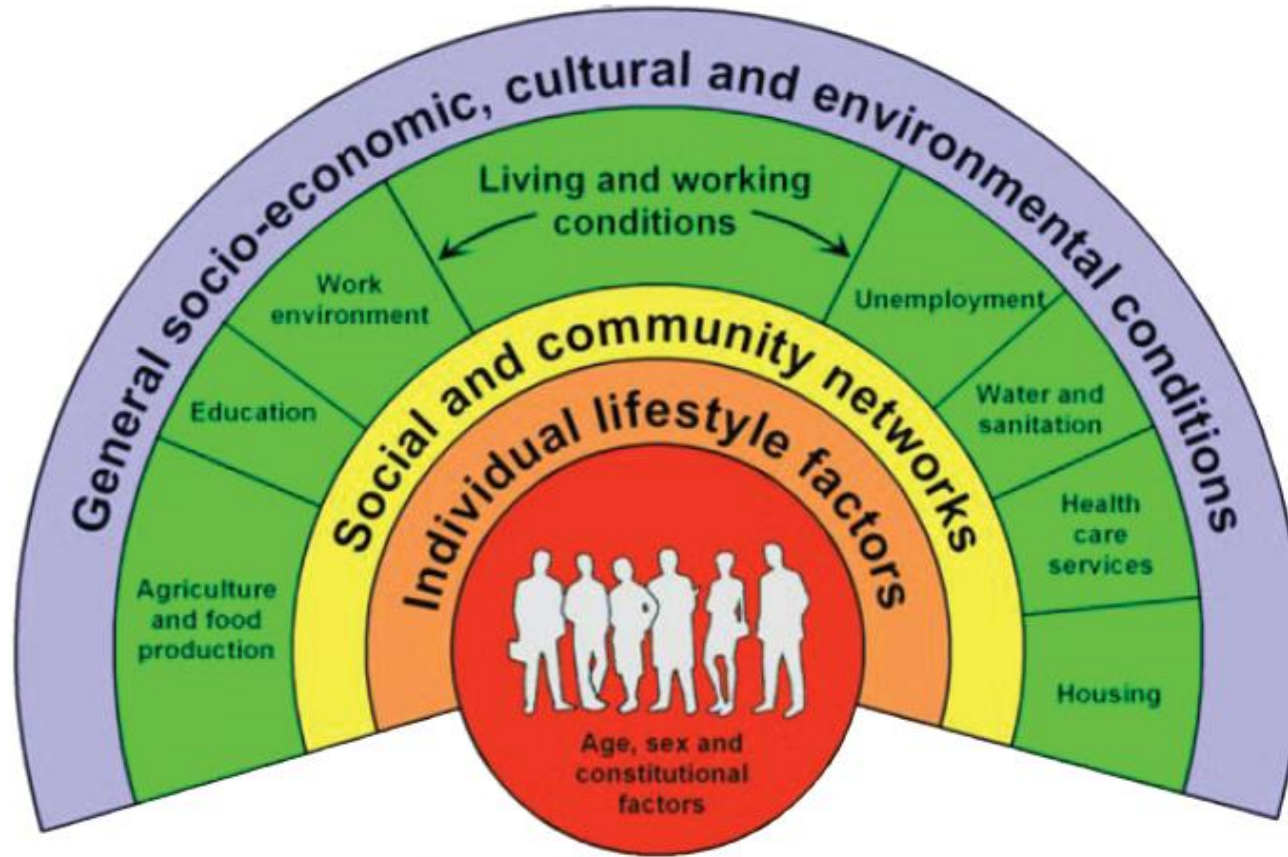 General socio-economic, cultural and environmental conditions
Living and working
conditions
Work
environment
Unemployment
Education
Water and
sanitation
Agriculture
and food
production
Health
care
services
Housing
Social and community networks
Individual lifestyle factors
Age, sex and
constitutional
factors